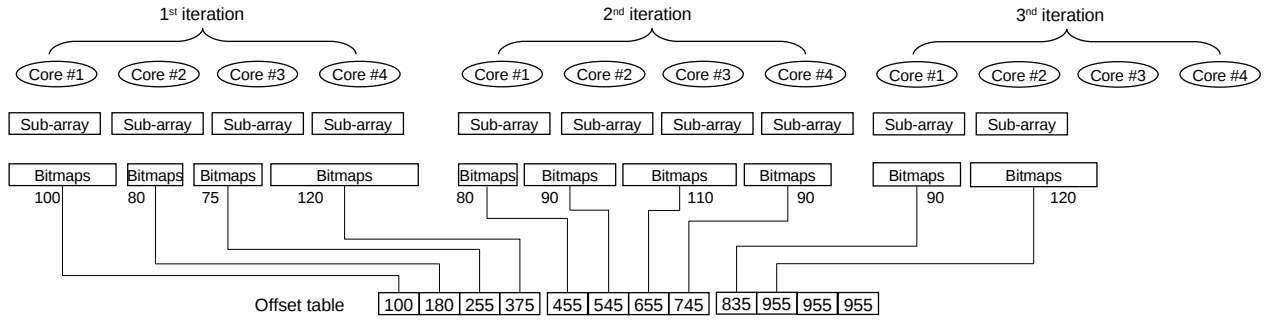 1st iteration 2nd iteration 3rd iteration
Core #1 Core #2 Core #3 Core #4 Core #1 Core #2 Core #3 Core #4 Core #1 Core #2 Core #3 Core #4
Sub-array Sub-array Sub-array Sub-array Sub-array Sub-array Sub-array Sub-array Sub-array Sub-array
Bitmaps Bitmaps Bitmaps Bitmaps Bitmaps Bitmaps Bitmaps Bitmaps Bitmaps Bitmaps
100 80 75 120 80 90 110 90 90 120
Offset table 100 180 255 375 455 545 655 745 835 955 955 955